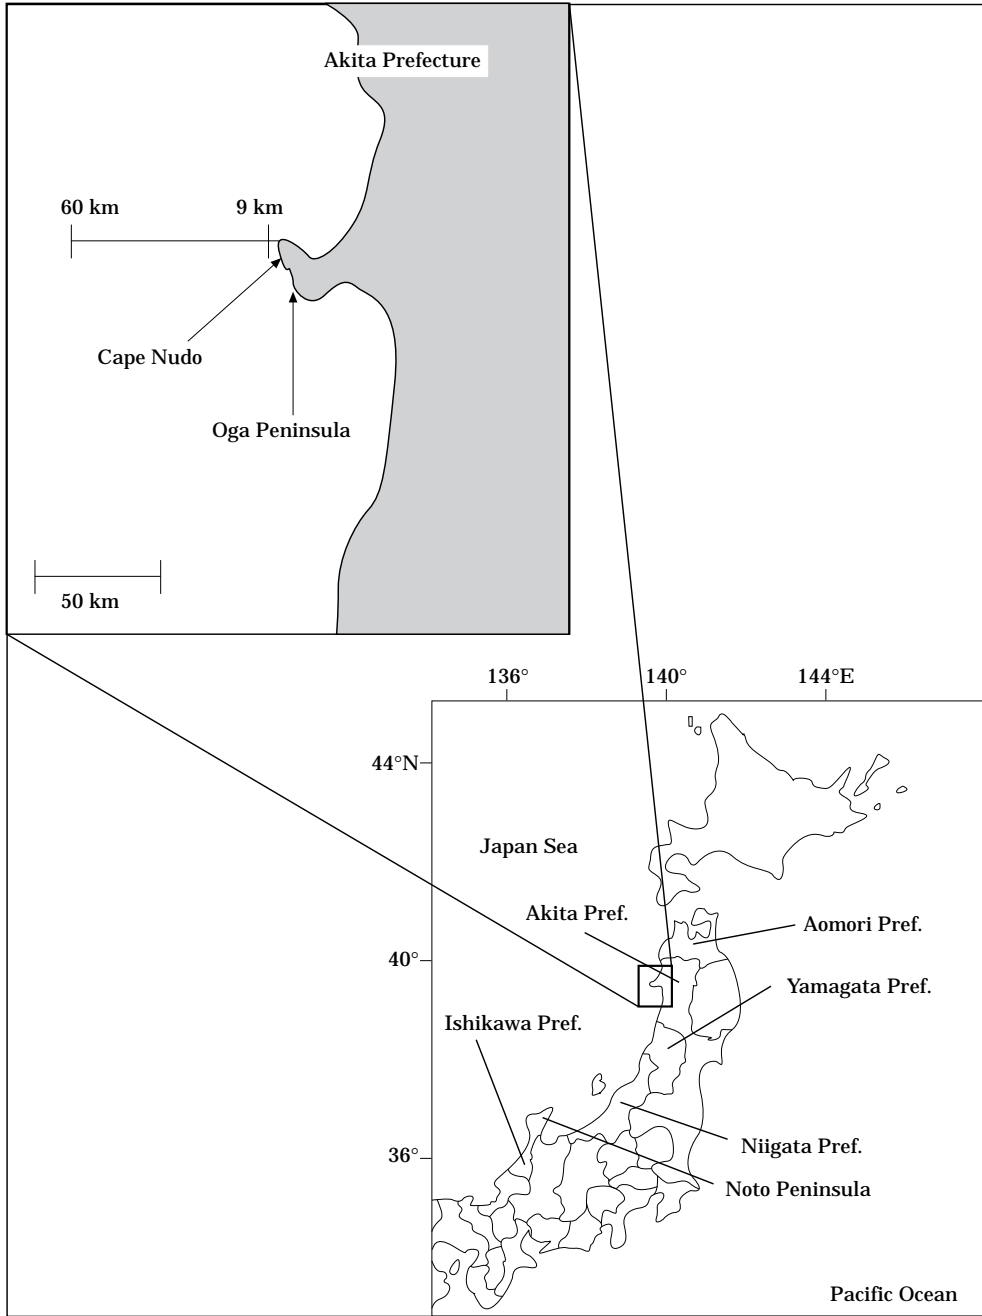 Akita Prefecture
60 km
9 km
Cape Nudo
Oga Peninsula
50 km
136°
140°
144°E
44°N
Japan Sea
Akita Pref.
Aomori Pref.
40°
Yamagata Pref.
Ishikawa Pref.
36°
Niigata Pref.
Noto Peninsula
Pacific Ocean